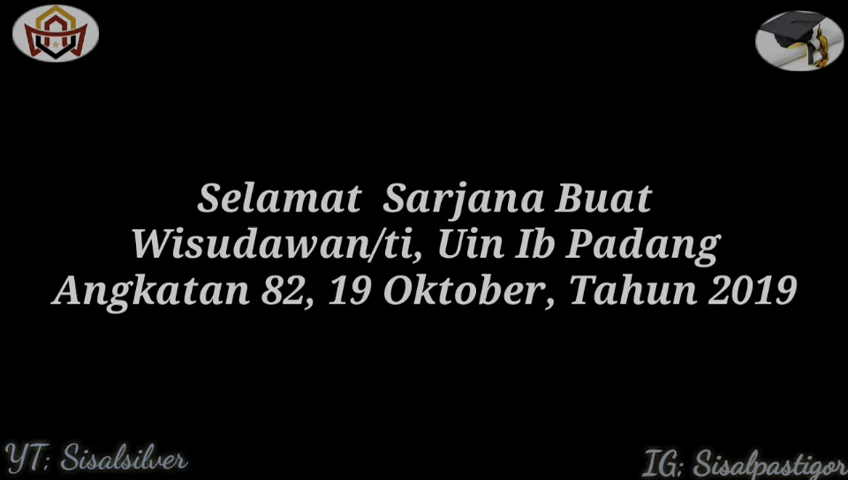 Selamat Sarjana Buat
Wisudawan/ti, Uin Ib Padang
Angkatan 82, 19 Oktober, Tahun 2019
YT; Sisalsilver
IG; Sisalpastigor